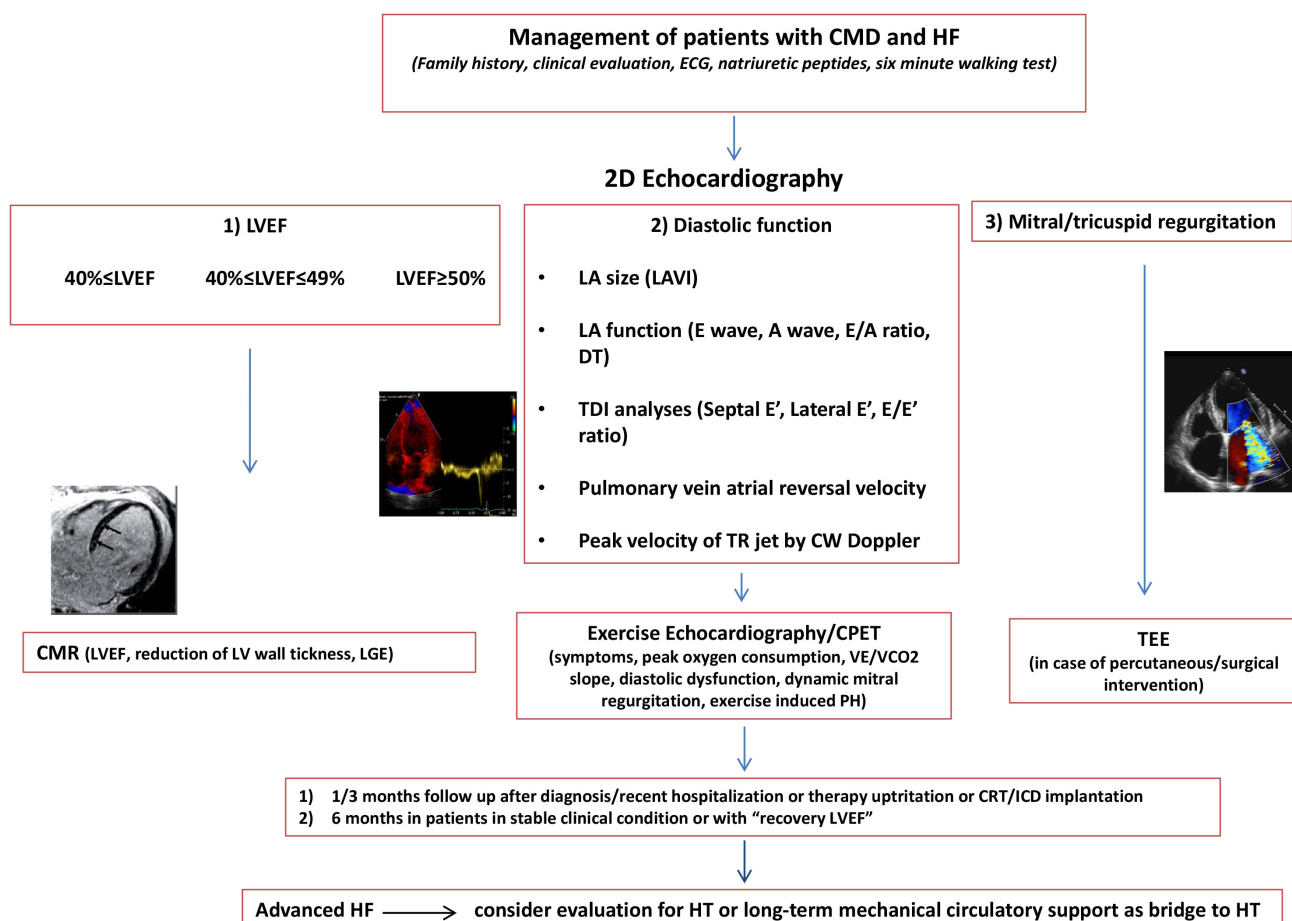 Management of patients with CMD and HF
(Family history, clinical evaluation, ECG, natriuretic peptides, six minute walking test)
2D Echocardiography
1) LVEF
40%≤LVEF 40%≤LVEF≤49% LVEF≥50%
2) Diastolic function
• LA size (LAVI)
• LA function (E wave, A wave, E/A ratio,
DT)
• TDI analyses (Septal E’, Lateral E’, E/E’
ratio)
• Pulmonary vein atrial reversal velocity
• Peak velocity of TR jet by CW Doppler
3) Mitral/tricuspid regurgitation
CMR (LVEF, reduction of LV wall tickness, LGE)
Exercise Echocardiography/CPET
(symptoms, peak oxygen consumption, VE/VCO2
slope, diastolic dysfunction, dynamic mitral
regurgitation, exercise induced PH)
TEE
(in case of percutaneous/surgical
intervention)
1) 1/3 months follow up after diagnosis/recent hospitalization or therapy uptritation or CRT/ICD implantation
2) 6 months in patients in stable clinical condition or with “recovery LVEF”
Advanced HF consider evaluation for HT or long-term mechanical circulatory support as bridge to HT